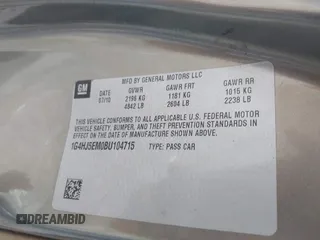 MFD BY GENERAL MOTORS LLC
GM
DATE GVWR GAWR FRT GAWR RR
07/10 2196 KG 1181 KG 1015 KG
4842 LB 2604 LB 2238 LB
THIS VEHICLE CONFORMS TO ALL APPLICABLE U.S. FEDERAL MOTOR
VEHICLE SAFETY, BUMPER, AND THEFT PREVENTION STANDARDS IN
EFFECT ON THE DATE OF MANUFACTURE SHOWN ABOVE.
1G4HJ5EM0BU104715 TYPE: PASS CAR
DREAMBID